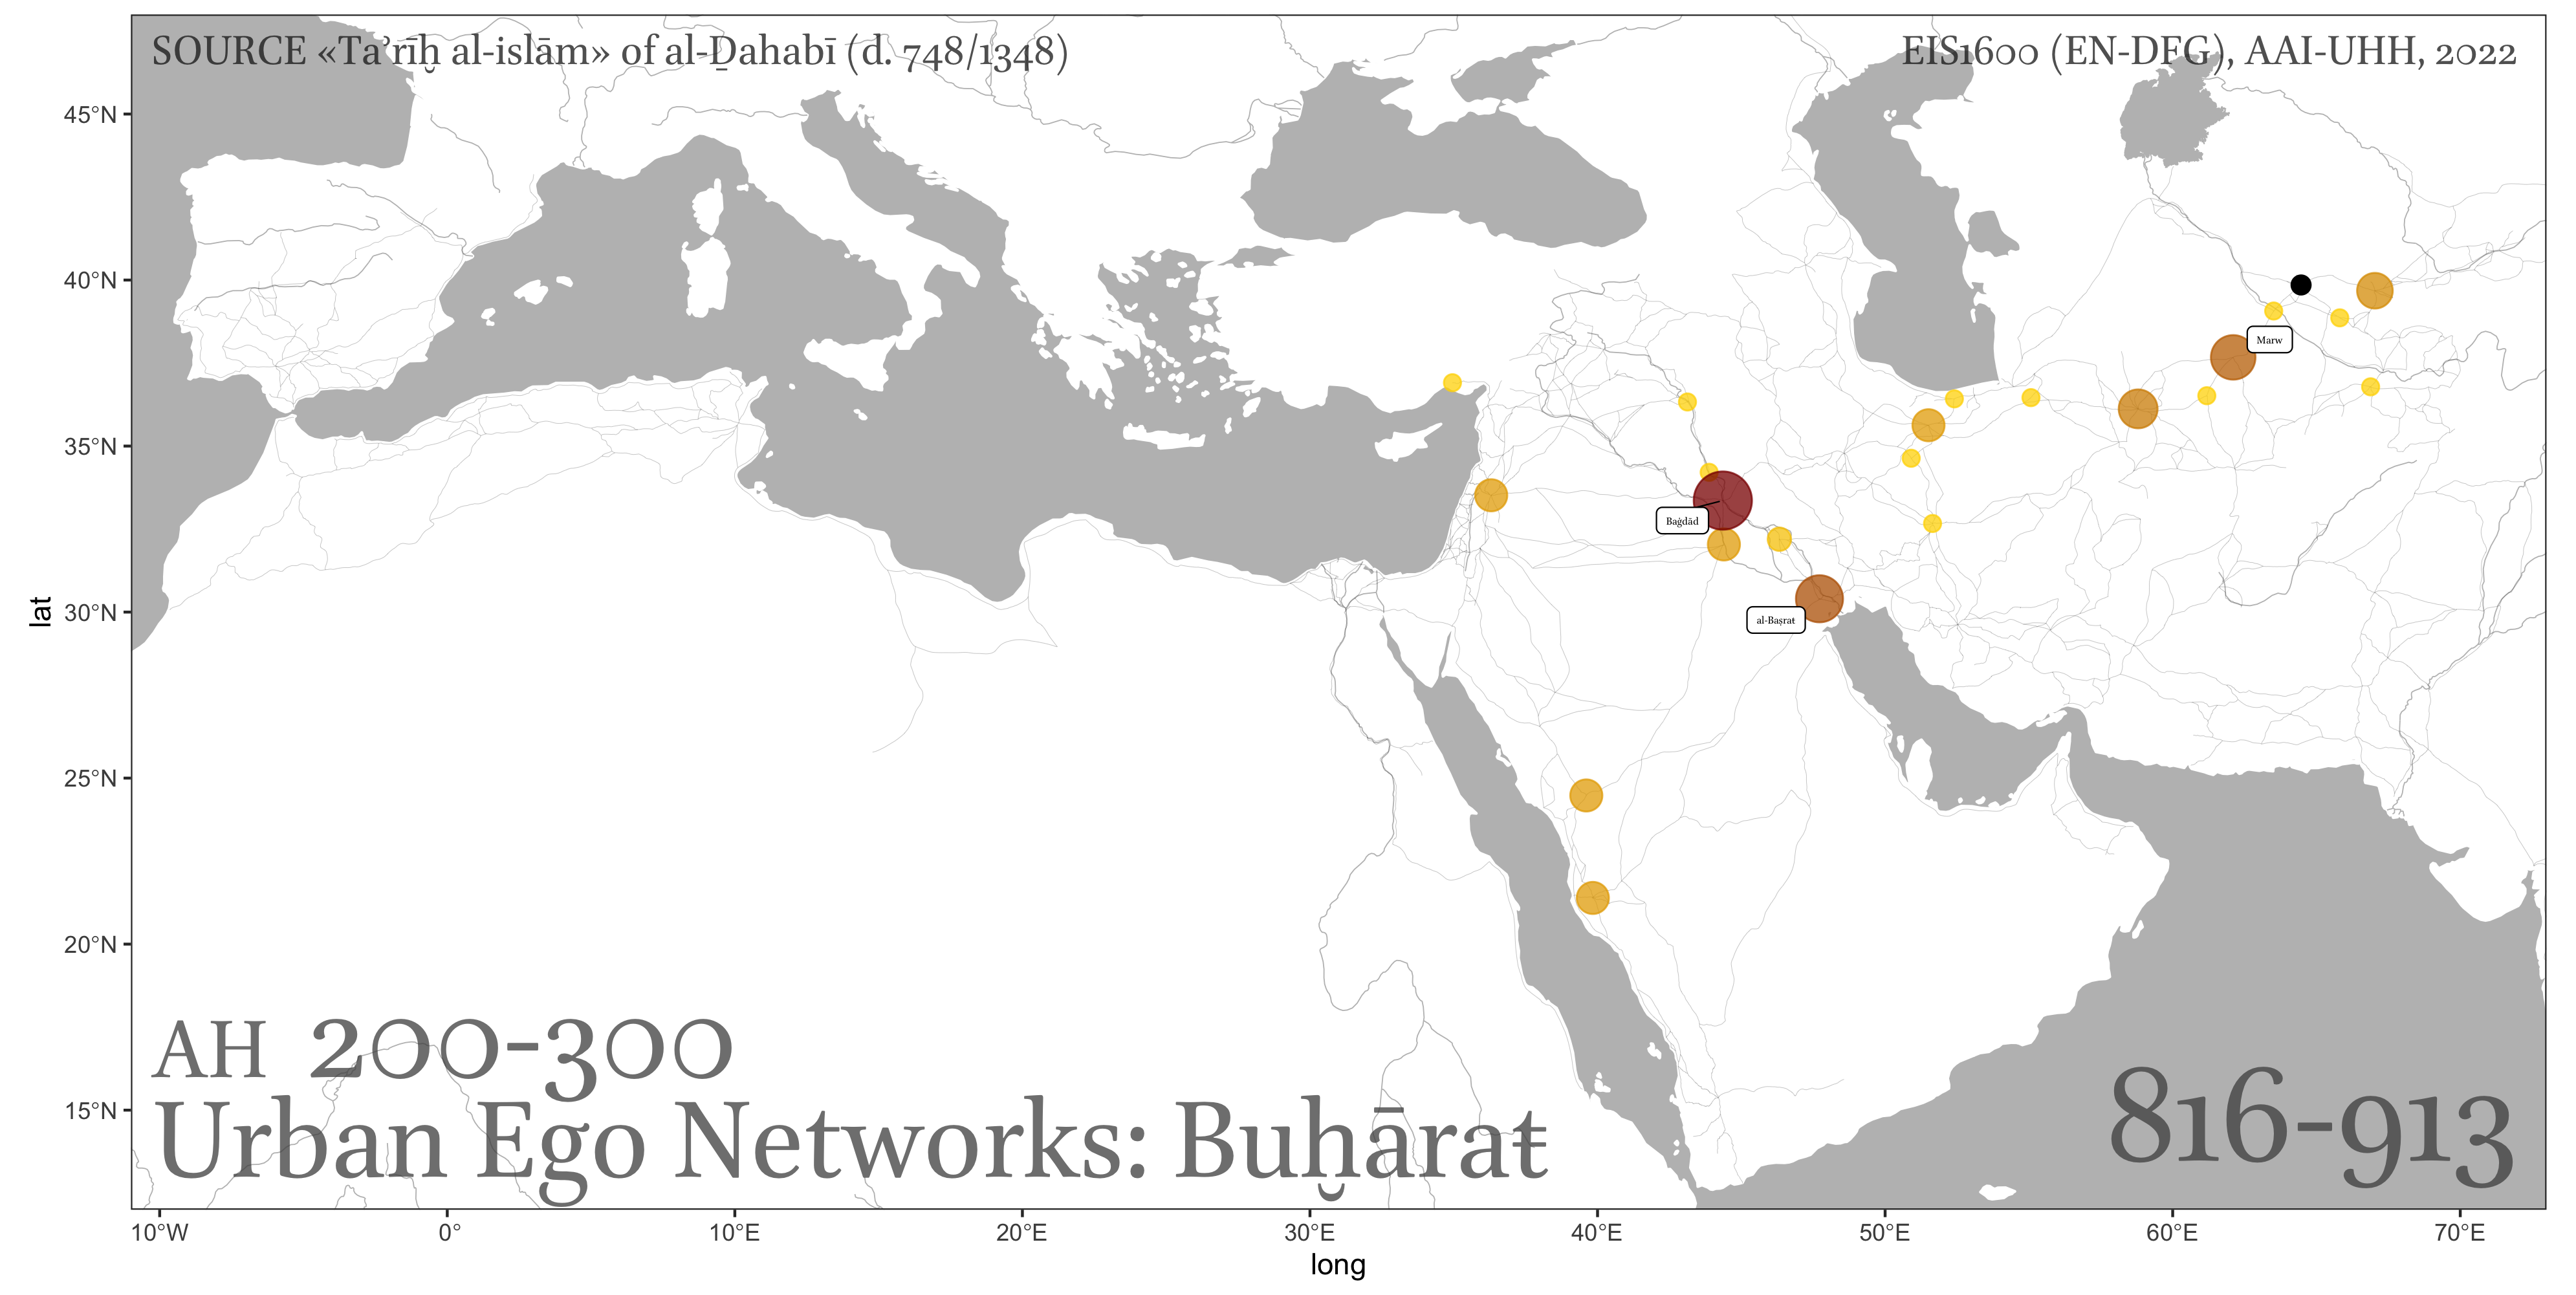 SOURCE «Taʾrīḫ al-islām» of al-Ḏahabī (d. 748/1348)
EIS1600 (EN-DFG), AAI-UHH, 2022
45°N
40°N
35°N
30°N
25°N
20°N
15°N
lat
Marw
Baġdād
al-Baṣraŧ
AH 200-300
Urban Ego Networks: Buḫāraŧ
816-913
10°W
0°
10°E
20°E
30°E
40°E
50°E
60°E
70°E
long